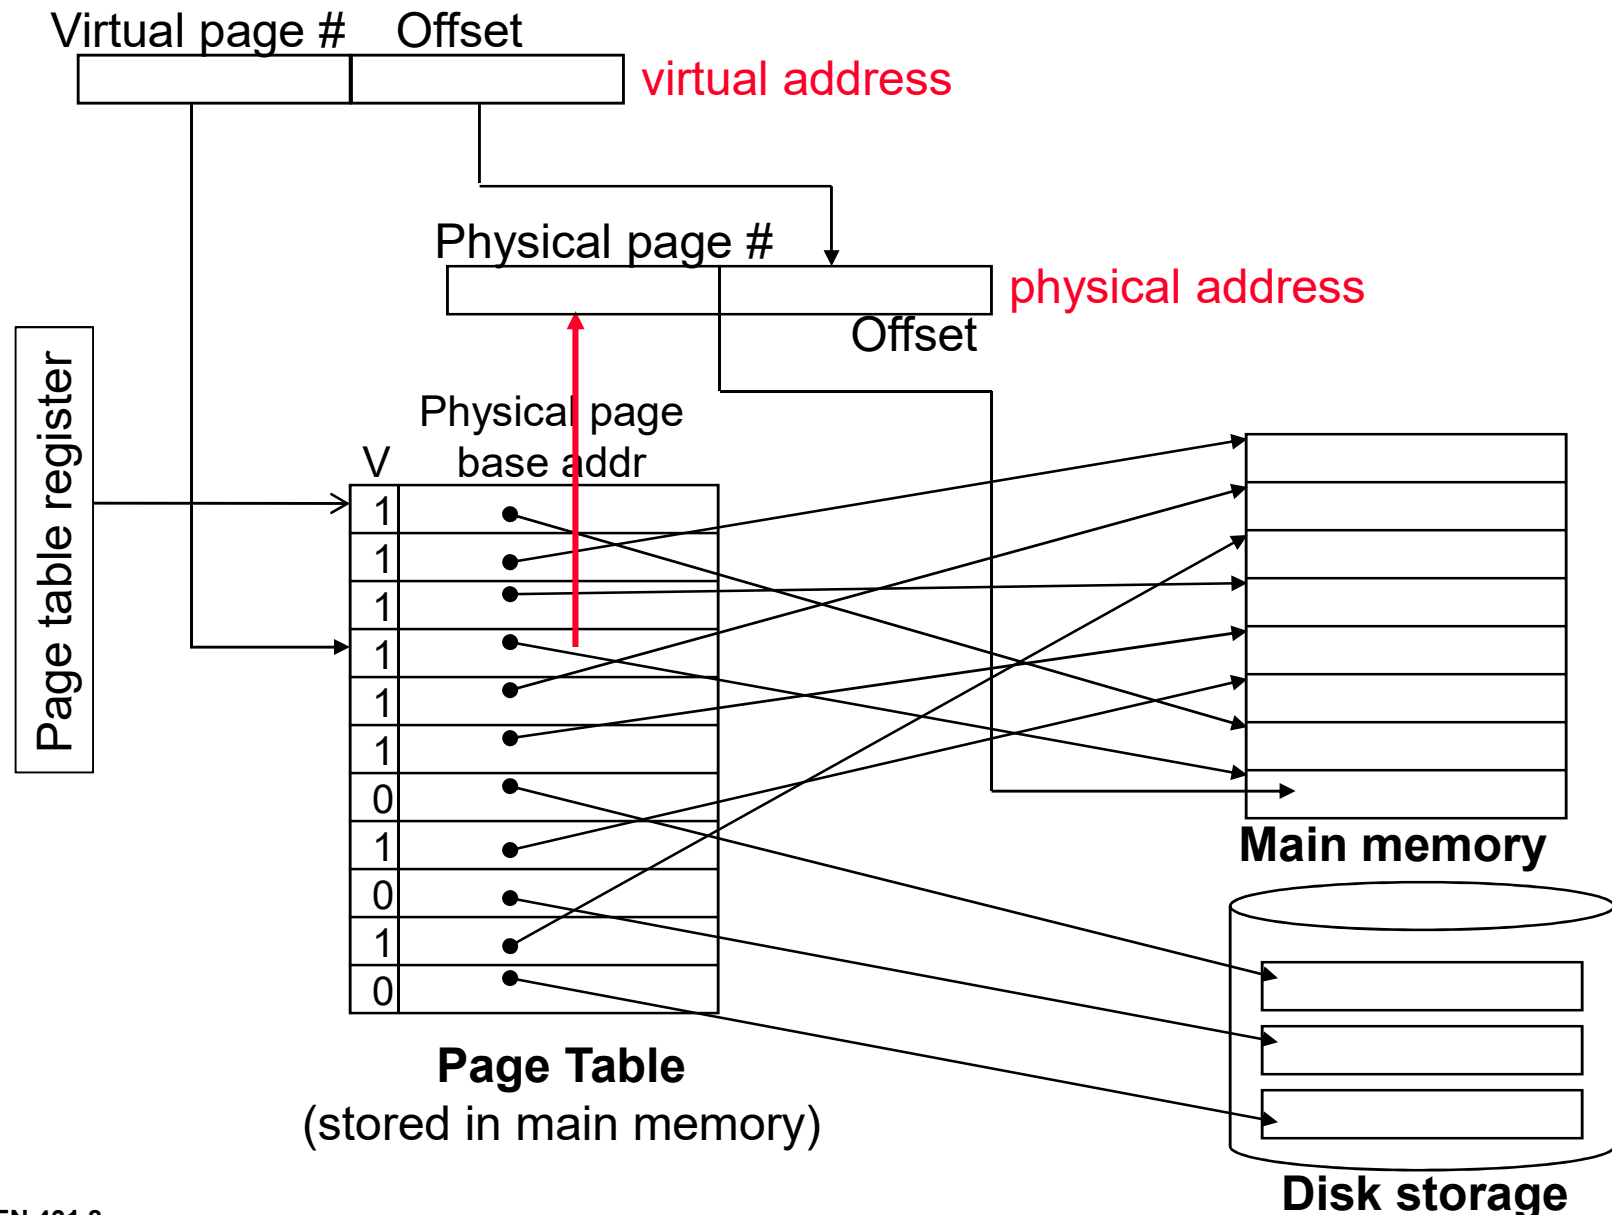 Virtual page # Offset
virtual address
Physical page #
physical address
Offset
Page table register
Physical page
V base addr
1
1
1
1
1
1
0
1
0
1
0
Main memory
Page Table
(stored in main memory)
Disk storage